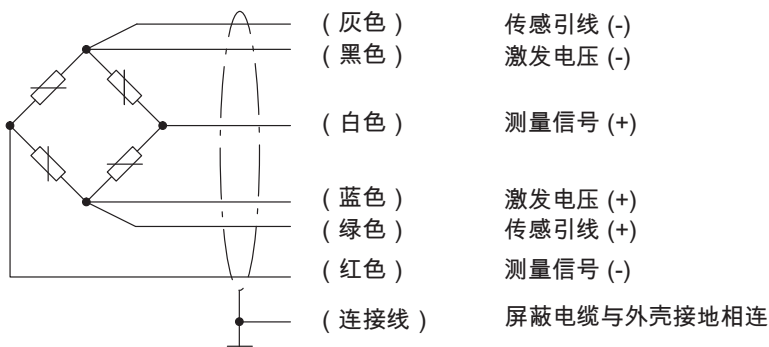 ( 灰色 ) 传感引线 (-)
( 黑色 ) 激发电压 (-)
( 白色 ) 测量信号 (+)
( 蓝色 ) 激发电压 (+)
( 绿色 ) 传感引线 (+)
( 红色 ) 测量信号 (-)
( 连接线 ) 屏蔽电缆与外壳接地相连